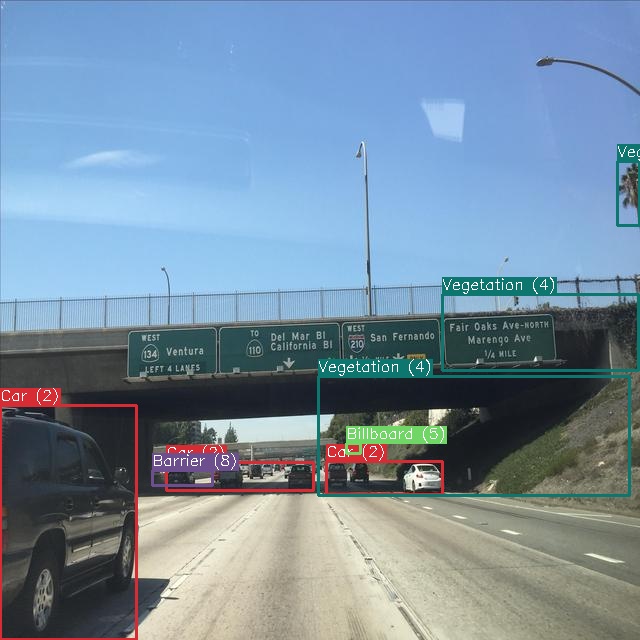 Veg
Vegetation (4)
WEST
134 Ventura
LEFT 4 LANES
TO
110
Del Mar Bl
California Bl
WEST
210 San Fernando
Fair Oaks Ave-NORTH
Marengo Ave
1/4 MILE
Vegetation (4)
Car (2)
Billboard (5)
Car (2)
Car (2)
Barrier (8)